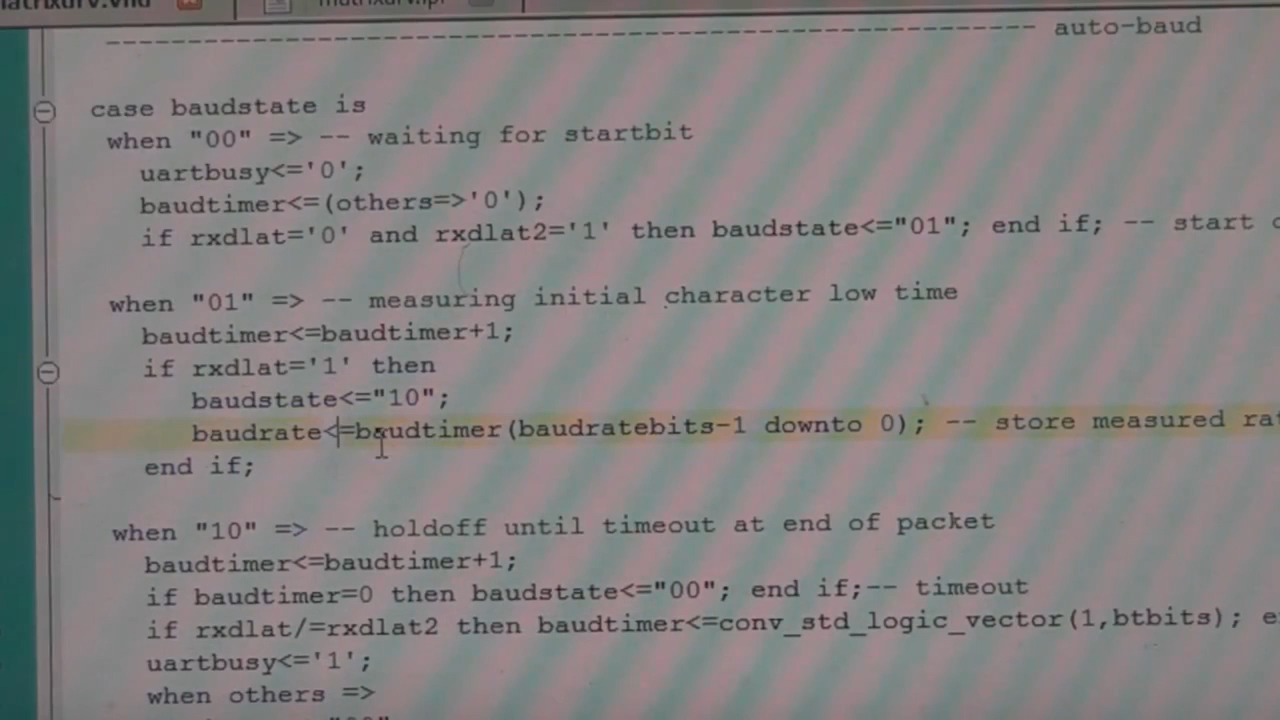 --------------------------------------------------------- auto-baud
case baudstate is
when "00" => -- waiting for startbit
uartbusy<='0';
baudtimer<=(others=>'0');
if rxdlat='0' and rxdlat2='1' then baudstate<="01"; end if; -- start
when "01" => -- measuring initial character low time
baudtimer<=baudtimer+1;
if rxdlat='1' then
baudstate<="10";
baudrate<=baudtimer(baudratebits-1 downto 0); -- store measured
end if;
when "10" => -- holdoff until timeout at end of packet
baudtimer<=baudtimer+1;
if baudtimer=0 then baudstate<="00"; end if;-- timeout
if rxdlat/=rxdlat2 then baudtimer<=conv_std_logic_vector(1,btbits);
uartbusy<='1';
when others =>